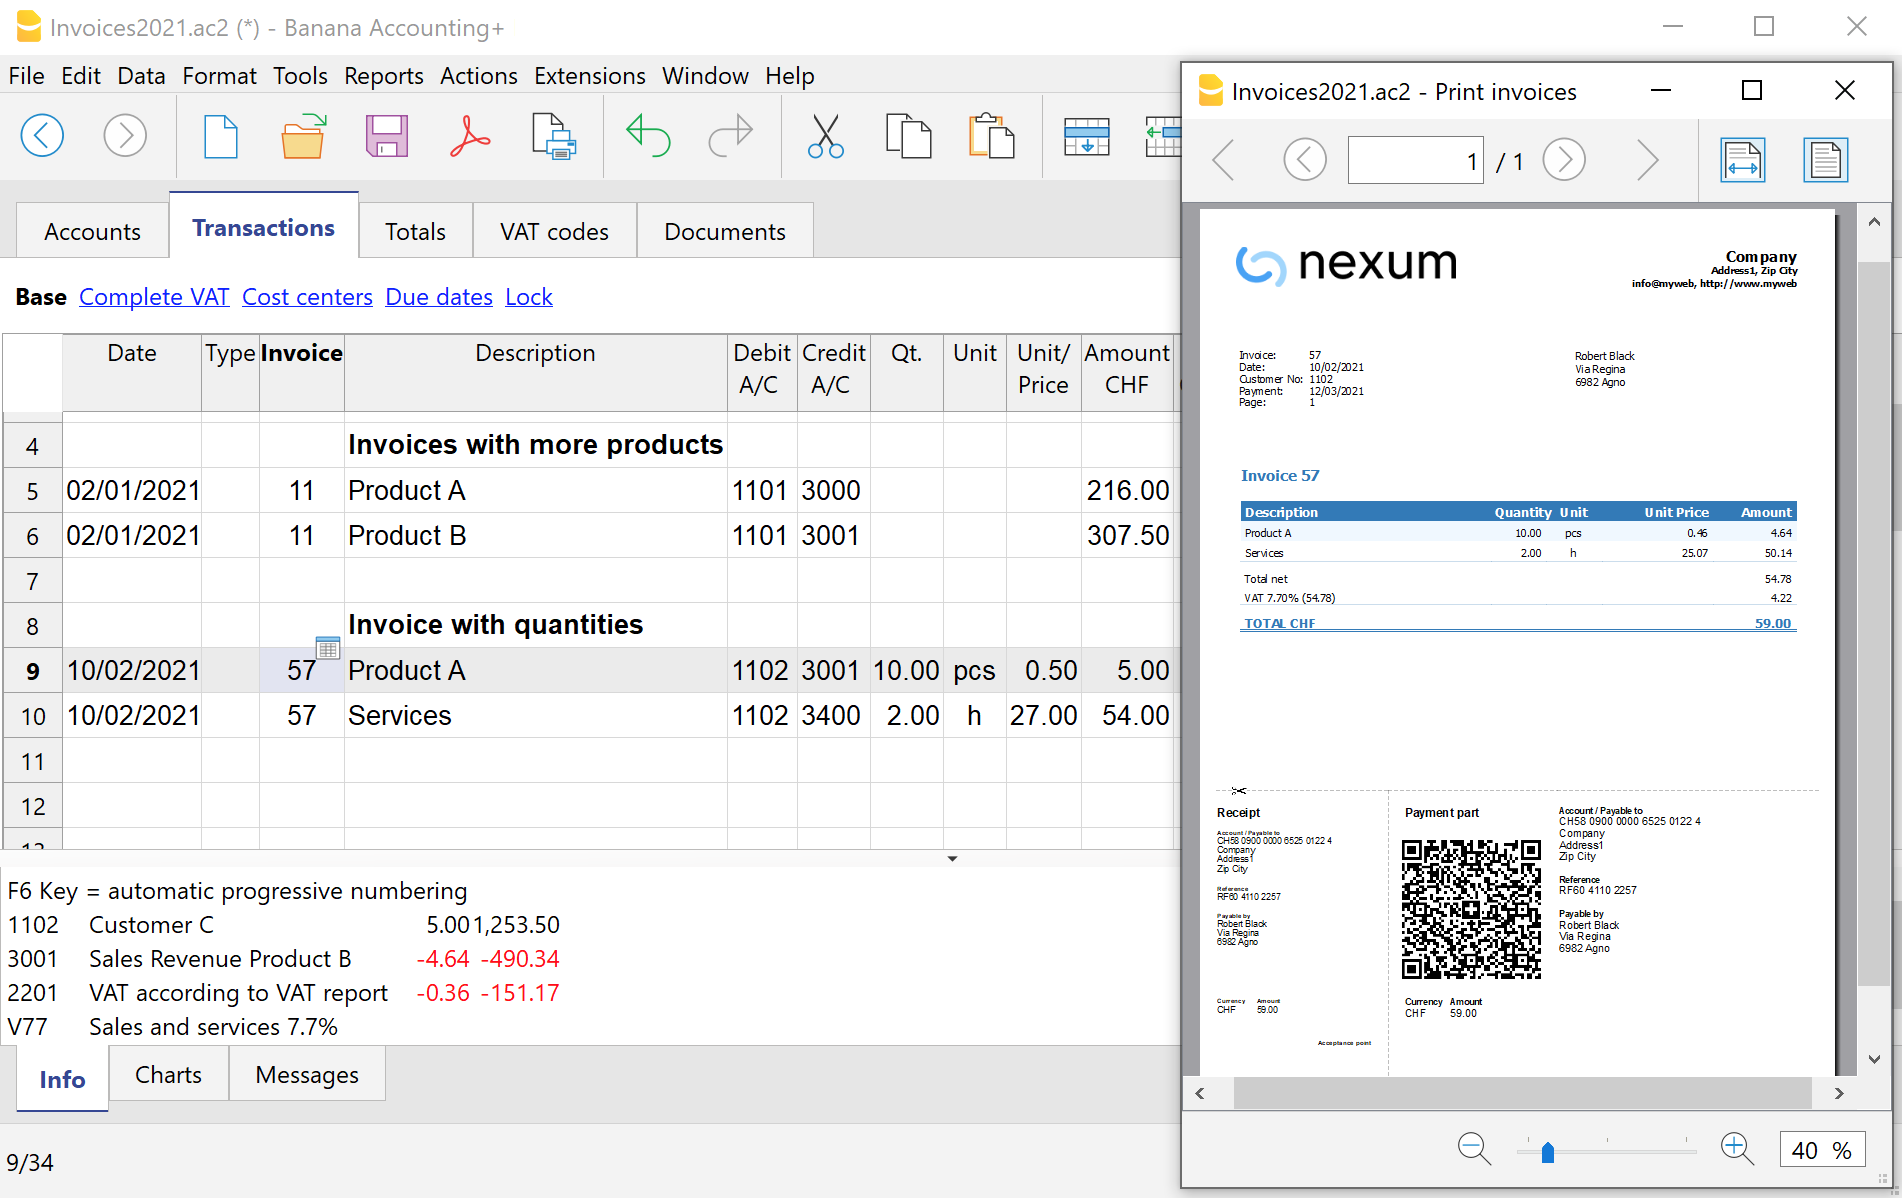 Invoices2021.ac2 (*) - Banana Accounting+
File Edit Data Format Tools Reports Actions Extensions Window Help
Accounts Transactions Totals VAT codes Documents
Base Complete VAT Cost centers Due dates Lock
Date Type Invoice Description Debit A/C Credit A/C Qt. Unit Unit/ Price Amount CHF
4 Invoices with more products
5 02/01/2021 11 Product A 1101 3000 216.00
6 02/01/2021 11 Product B 1101 3001 307.50
7
8 Invoice with quantities
9 10/02/2021 57 Product A 1102 3001 10.00 pcs 0.50 5.00
10 10/02/2021 57 Services 1102 3400 2.00 h 27.00 54.00
11
12
F6 Key = automatic progressive numbering
1102 Customer C 5.00 1,253.50
3001 Sales Revenue Product B -4.64 -490.34
2201 VAT according to VAT report -0.36 -151.17
V77 Sales and services 7.7%
Info Charts Messages
9/34
Invoices2021.ac2 - Print invoices
1 / 1
nexum
Company
Address1, Zip City
info@myweb, http://www.myweb
Invoice: 57
Date: 10/02/2021
Customer No: 1102
Payment: 12/03/2021
Page: 1
Robert Black
Via Regina
6982 Agno
Invoice 57
Description Quantity Unit Unit Price Amount
Product A 10.00 pcs 0.46 4.64
Services 2.00 h 25.07 50.14
Total net 54.78
VAT 7.70% (54.78) 4.22
TOTAL CHF 59.00
Receipt
Account / Payable to
CH58 0900 0000 6525 0122 4
Company
Address1
Zip City
Reference
RF60 4110 2257
Payable by
Robert Black
Via Regina
6982 Agno
Currency Amount
CHF 59.00
Acceptance point
Payment part
Currency Amount
CHF 59.00
Account / Payable to
CH58 0900 0000 6525 0122 4
Company
Address1
Zip City
Reference
RF60 4110 2257
Payable by
Robert Black
Via Regina
6982 Agno
40 %